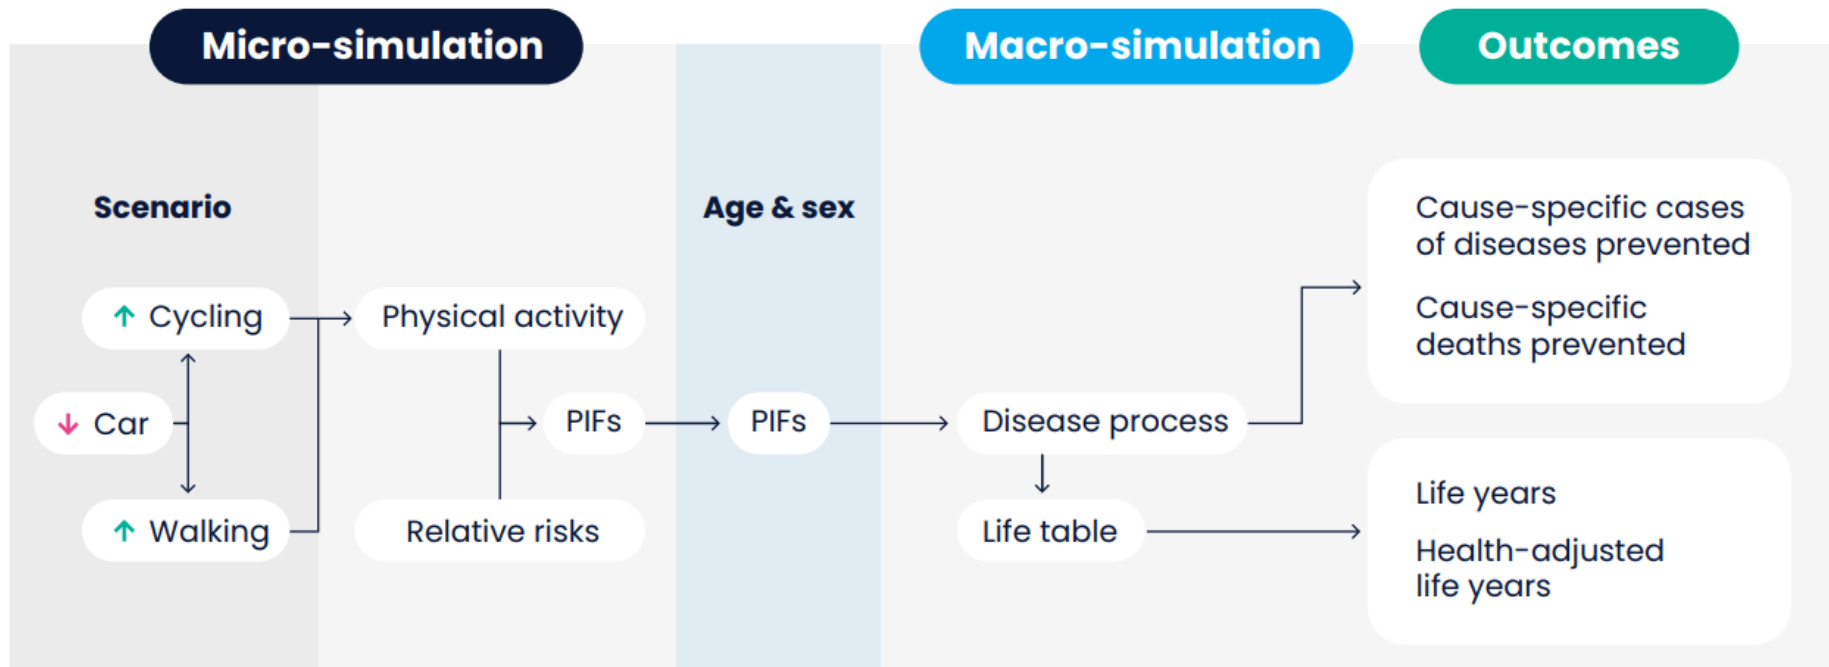 Micro-simulation
Macro-simulation
Outcomes
Scenario
Age & sex
↑ Cycling
↓ Car
↑ Walking
Physical activity
PIFs
Relative risks
PIFs
Disease process
Life table
Cause-specific cases
of diseases prevented
Cause-specific
deaths prevented
Life years
Health-adjusted
life years